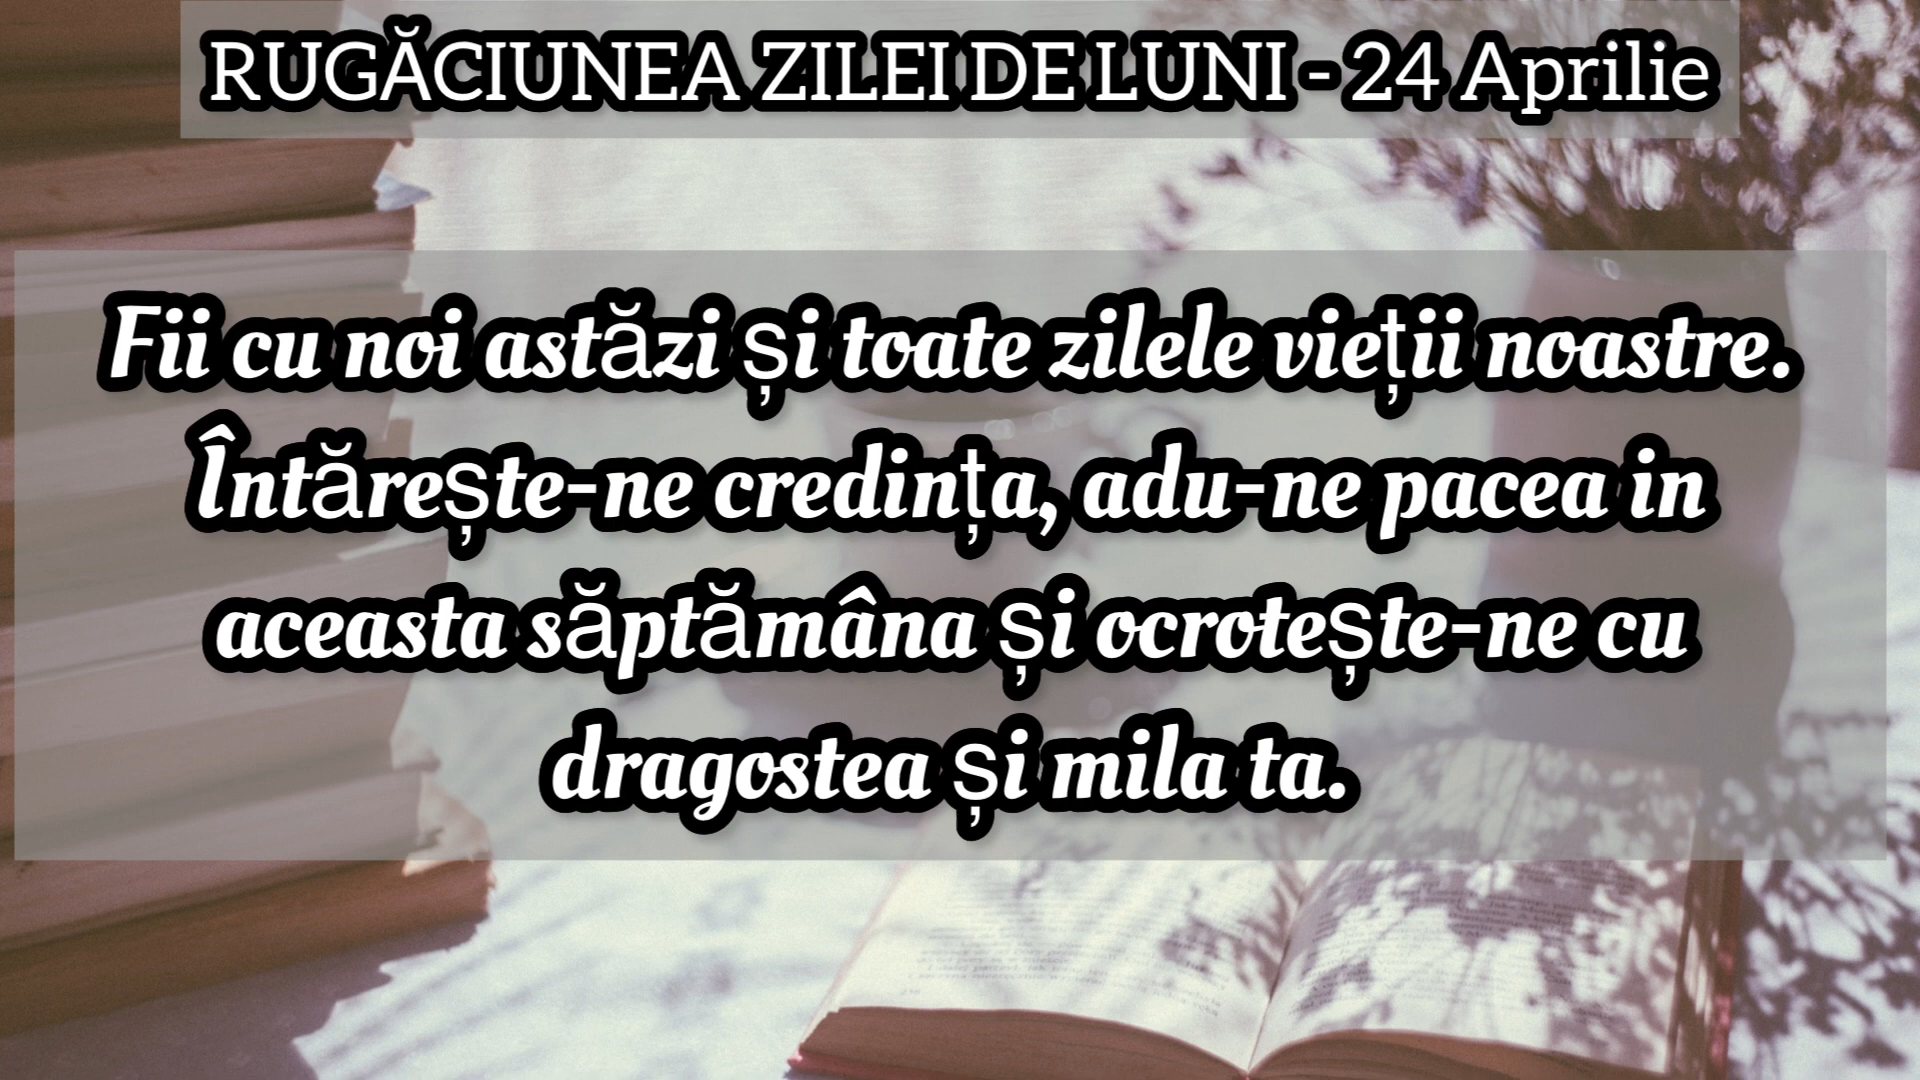 RUGĂCIUNEA ZILEI DE LUNI - 24 Aprilie
Fii cu noi astăzi și toate zilele vieții noastre.
Întărește-ne credința, adu-ne pacea in
aceasta săptămâna și ocrotește-ne cu
dragostea și mila ta.